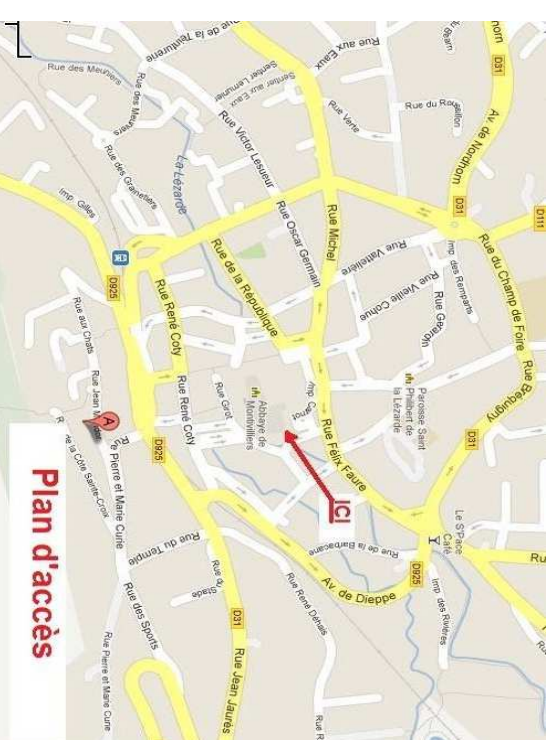 Plan d'accès
ICI
Rue des Meuniers
Rue des Meuniers
Rue de la Teinturerie
Sentier Lemunier
Sentier aux Eaux
Rue aux Eaux
Rue Verte
Rue du
Av. de Nordhorn
D31
D31
D111
Rue Victor Lesueur
Rue des Grainetiers
La Lézarde
Imp. Gilles
Rue Oscar Germain
Rue Michel
Rue Vattelière
Rue Vieille Cohue
Imp. des Remparts
Rue du Champ de Foire
Rue de la République
D925
Rue René Coty
Rue aux Chats
Rue Jean
Rue René Coty
Rue Girot
Abbaye de
Montivilliers
Imp. Carnot
Paroisse Saint
Philibert de
la Lézarde
Rue Bréquigny
D31
Rue Félix Faure
A
D925
Rue Pierre et Marie Curie
de la Côte Sainte-Croix
Rue du Temple
Rue de la Barbacane
Le S'Pace
Café
D925
Av. de Dieppe
Imp. des Rivières
Rue du
Stade
Rue René Déhais
Rue des Sports
D31
Rue Jean Jaurès
Rue Pierre et Marie Curie